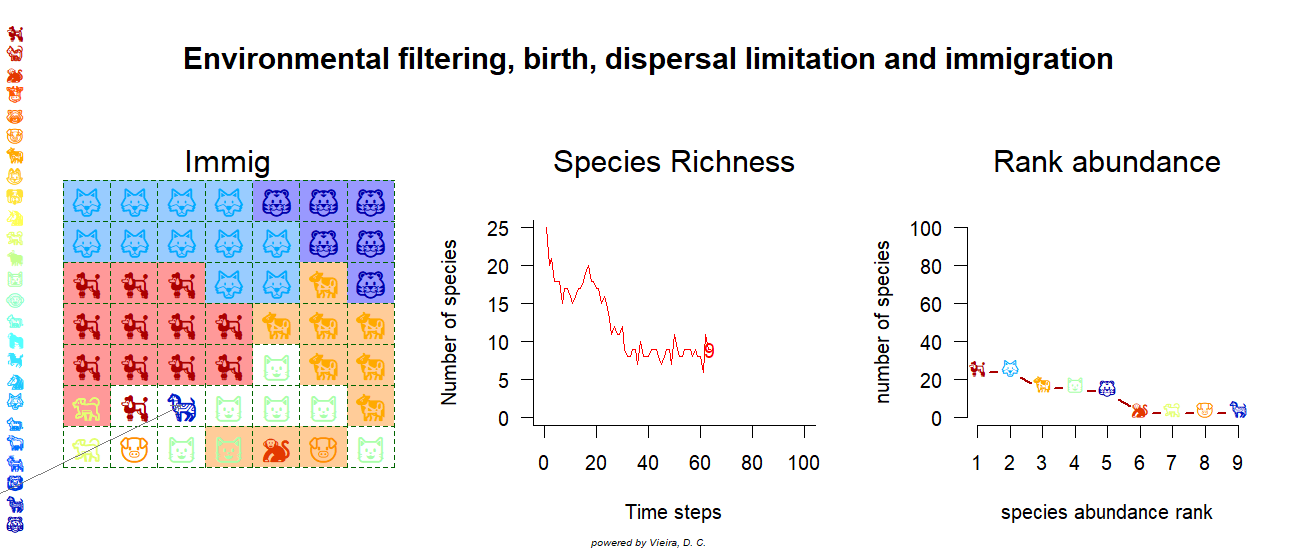 Environmental filtering, birth, dispersal limitation and immigration
Immig
Species Richness
Number of species
25
20
15
10
5
0
9
0 20 40 60 80 100
Time steps
Rank abundance
number of species
100
80
60
40
20
0
1 2 3 4 5 6 7 8 9
species abundance rank
powered by Vieira, D. C.